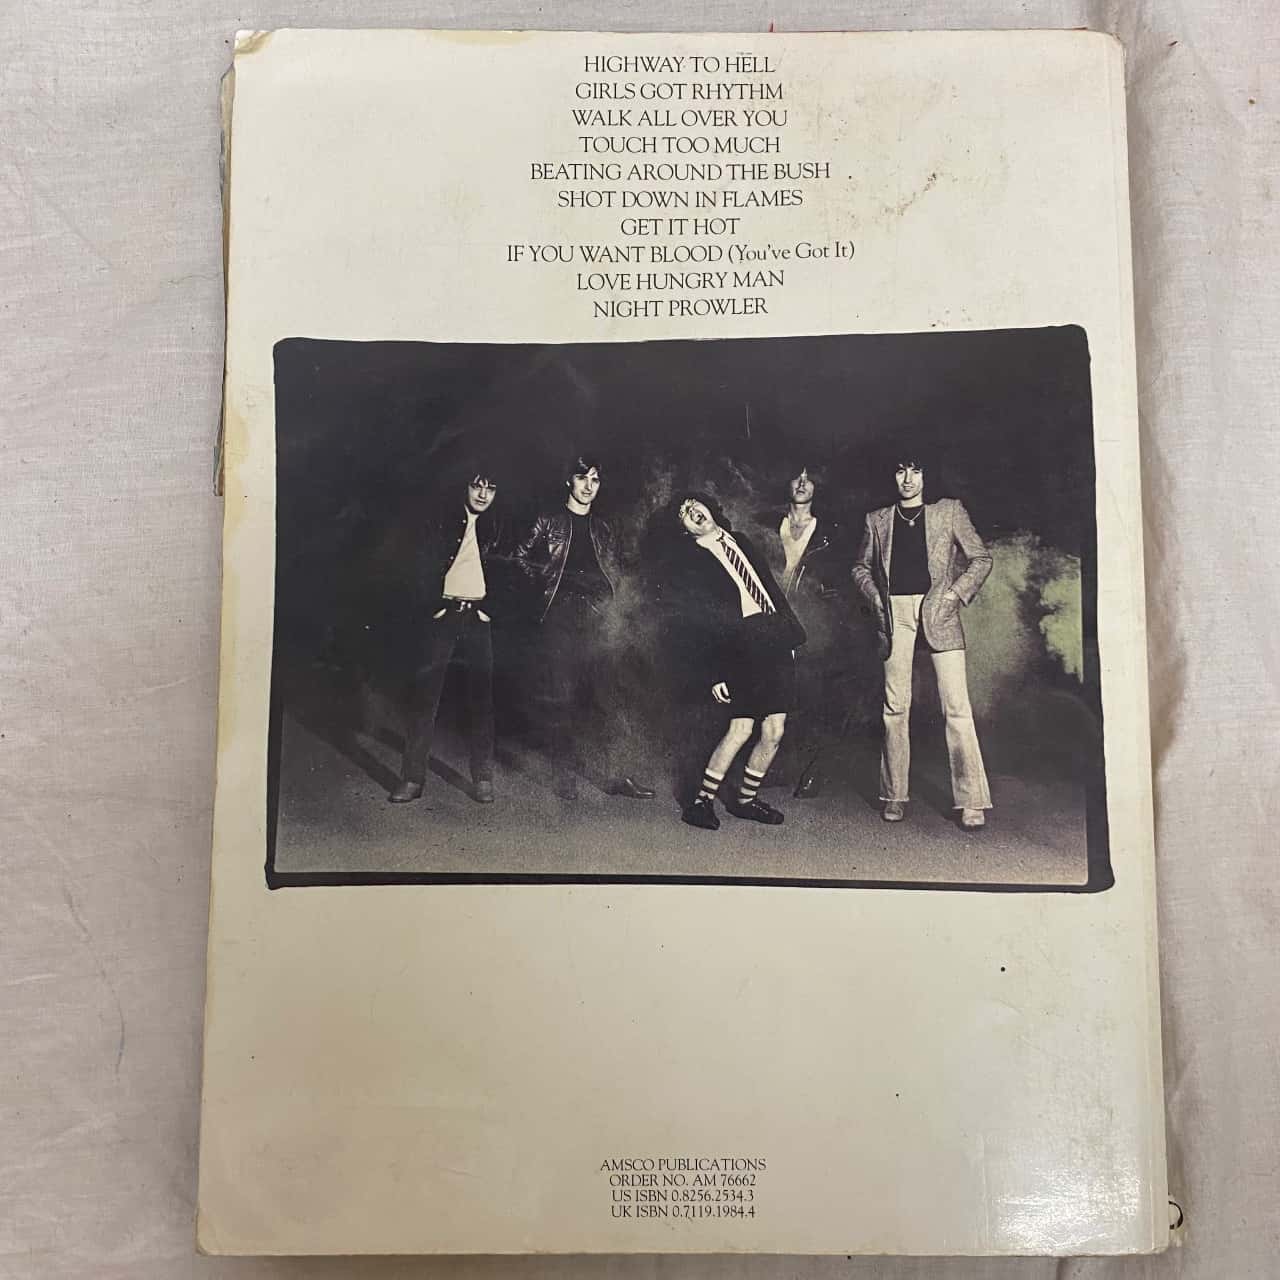 HIGHWAY TO HELL
GIRLS GOT RHYTHM
WALK ALL OVER YOU
TOUCH TOO MUCH
BEATING AROUND THE BUSH
SHOT DOWN IN FLAMES
GET IT HOT
IF YOU WANT BLOOD (You've Got It)
LOVE HUNGRY MAN
NIGHT PROWLER
AMSCO PUBLICATIONS
ORDER NO. AM 76662
US ISBN 0.8256.2534.3
UK ISBN 0.7119.1984.4